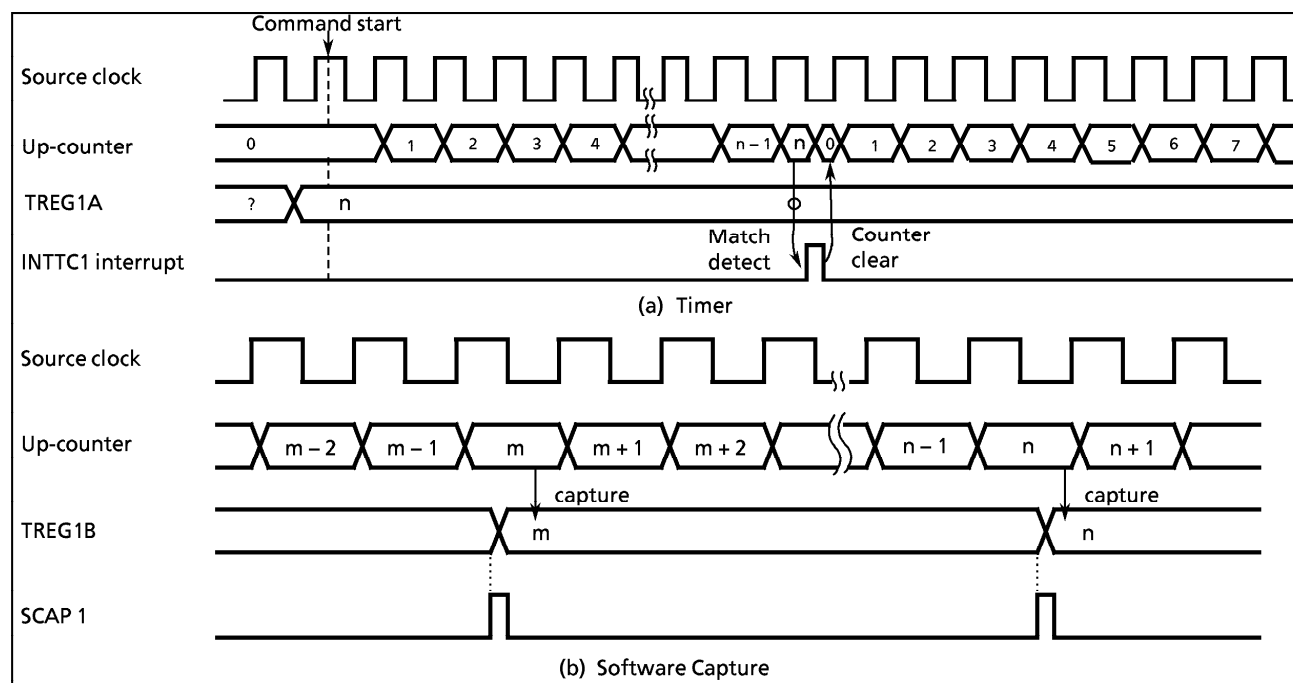 Command start
Source clock
Up-counter 0 1 2 3 4 n – 1 n 0 1 2 3 4 5 6 7
TREG1A ? n
Match detect
Counter clear
INTTC1 interrupt
(a) Timer
Source clock
Up-counter m – 2 m – 1 m m + 1 m + 2 n – 1 n n + 1
capture capture
TREG1B m n
SCAP 1
(b) Software Capture